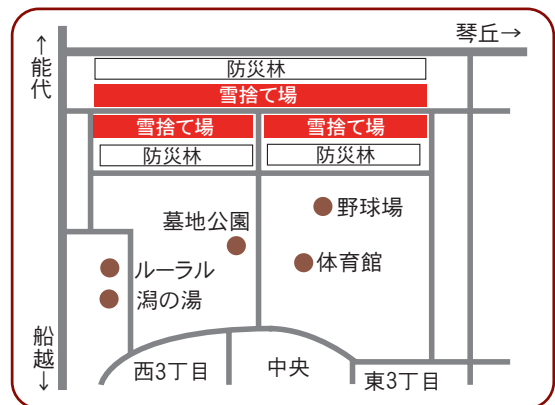 琴丘→
↑能代
防災林
雪捨て場
雪捨て場
雪捨て場
防災林
防災林
野球場
墓地公園
体育館
ルーラル
潟の湯
船越↓
西3丁目
中央
東3丁目